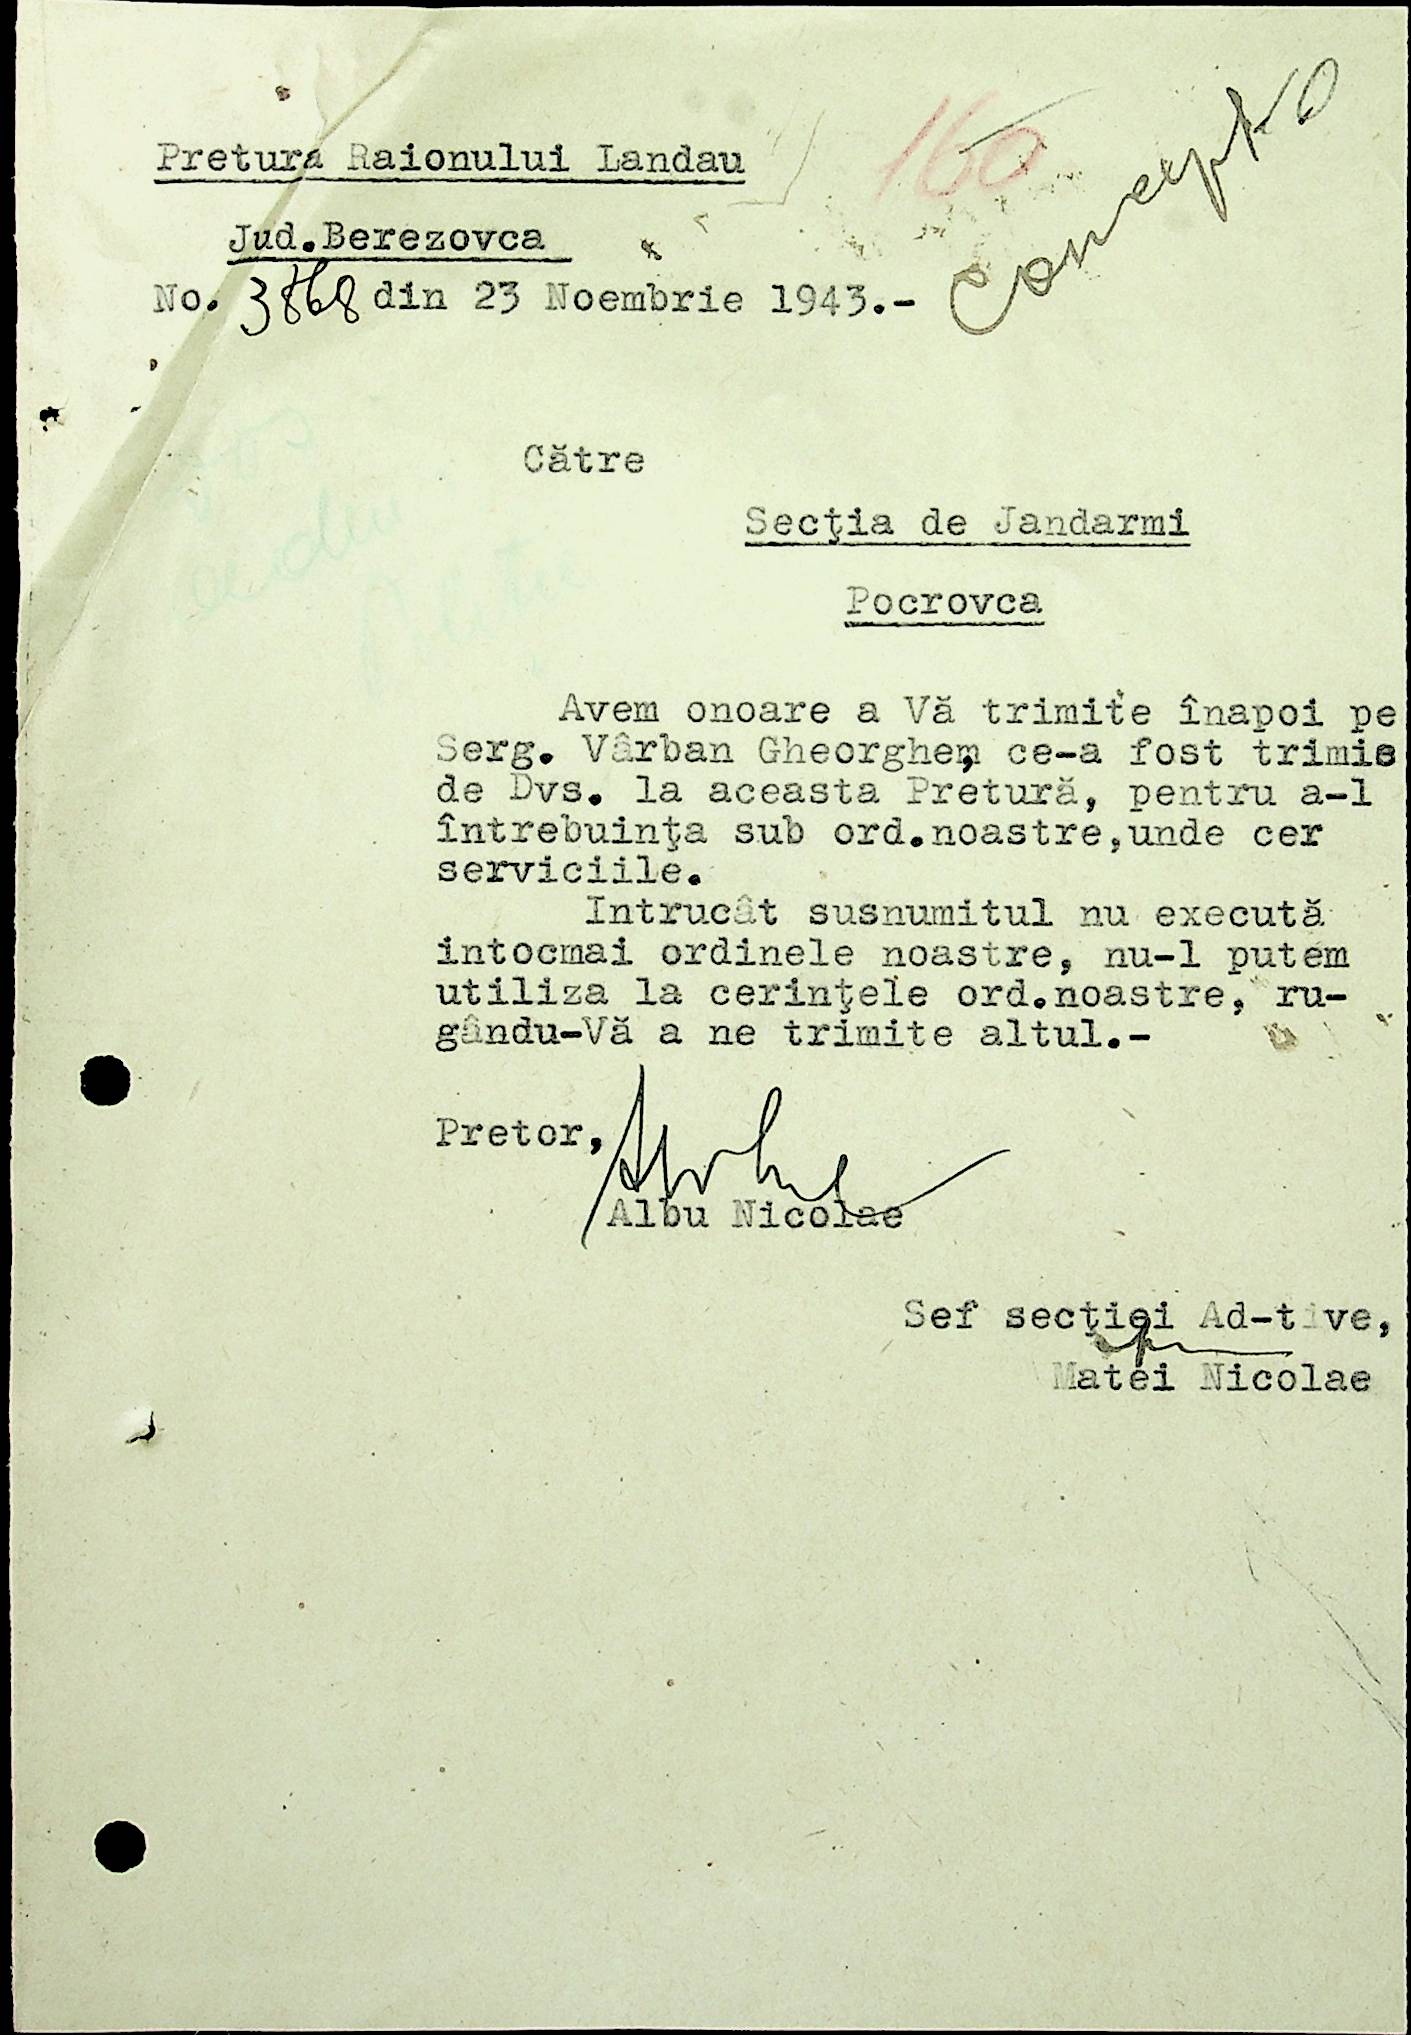 160
Concept
Pretura Raionului Landau
Jud.Berezovca
No. 3868 din 23 Noembrie 1943.-
Către
Secţia de Jandarmi
Pocrovca
Avem onoare a Vă trimite înapoi pe
Serg. Vârban Gheorghe, ce-a fost trimis
de Dvs. la aceasta Pretură, pentru a-l
întrebuinţa sub ord.noastre,unde cer
serviciile.
Intrucât susnumitul nu execută
intocmai ordinele noastre, nu-l putem
utiliza la cerinţele ord.noastre, ru-
gându-Vă a ne trimite altul.-
Pretor,
Albu Nicolae
Sef secţiei Ad-tive,
Matei Nicolae